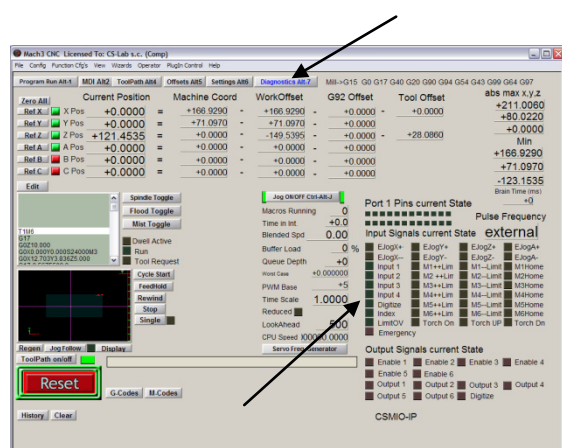 Mach3 CNC Licensed To: CS-Lab s.c. (Comp)
File Config Function Cfg's View Wizards Operator PlugIn Control Help
Program Run Alt-1 MDI Alt2 ToolPath Alt4 Offsets Alt5 Settings Alt6 Diagnostics Alt-7 Mill->G15 G0 G17 G40 G20 G90 G94 G54 G43 G99 G64 G97
Zero All Current Position Machine Coord WorkOffset G92 Offset Tool Offset abs max x,y,z
Ref X X Pos +0.0000 = +166.9290 - +166.9290 - +0.0000 - +0.0000 +211.0060
Ref Y Y Pos +0.0000 = +71.0970 - +71.0970 - +0.0000 +80.0220
Ref Z Z Pos +121.4535 = +0.0000 - -149.5395 - +0.0000 - +28.0860 +0.0000
Ref A A Pos +0.0000 = +0.0000 - +0.0000 - +0.0000 Min
Ref B B Pos +0.0000 = +0.0000 - +0.0000 - +0.0000 +166.9290
Ref C C Pos +0.0000 = +0.0000 - +0.0000 - +0.0000 +71.0970
-123.1535
Brain Time (ms)
+0
Edit
T1M6
G17
G0Z10.000
G0X0.000Y0.000S24000M3
G0X12.703Y3.836Z5.000
Spindle Toggle
Flood Toggle
Mist Toggle
Dwell Active
Run
Tool Request
Cycle Start
FeedHold
Rewind
Stop
Single
Regen Jog Follow Display
ToolPath on/off
Reset
G-Codes M-Codes
History Clear
Jog ON/OFF Ctrl-Alt-J
Macros Running 0
Time in Int. +0.0
Blended Spd 0.00
Buffer Load 0 %
Queue Depth +0
Worst Case +0.000000
PWM Base +5
Time Scale 1.0000
Reduced
LookAhead 500
CPU Speed
Servo Freq Generator
Port 1 Pins current State
Pulse Frequency
Input Signals current State external
EJogX+ EJogY+ EJogZ+ EJogA+
EJogX- EJogY- EJogZ- EJogA-
Input 1 M1++Lim M1--Limit M1Home
Input 2 M2 ++Lim M2--Limit M2Home
Input 3 M3++Lim M3--Limit M3Home
Input 4 M4++Lim M4--Limit M4Home
Digitize M5++Lim M5--Limit M5Home
Index M6++Lim M6--Limit M6Home
LimitOV Torch On Torch UP Torch Dn
Emergency
Output Signals current State
Enable 1 Enable 2 Enable 3 Enable 4
Enable 5 Enable 6
Output 1 Output 2 Output 3 Output 4
Output 5 Output 6 Digitize
CSMIO-IP